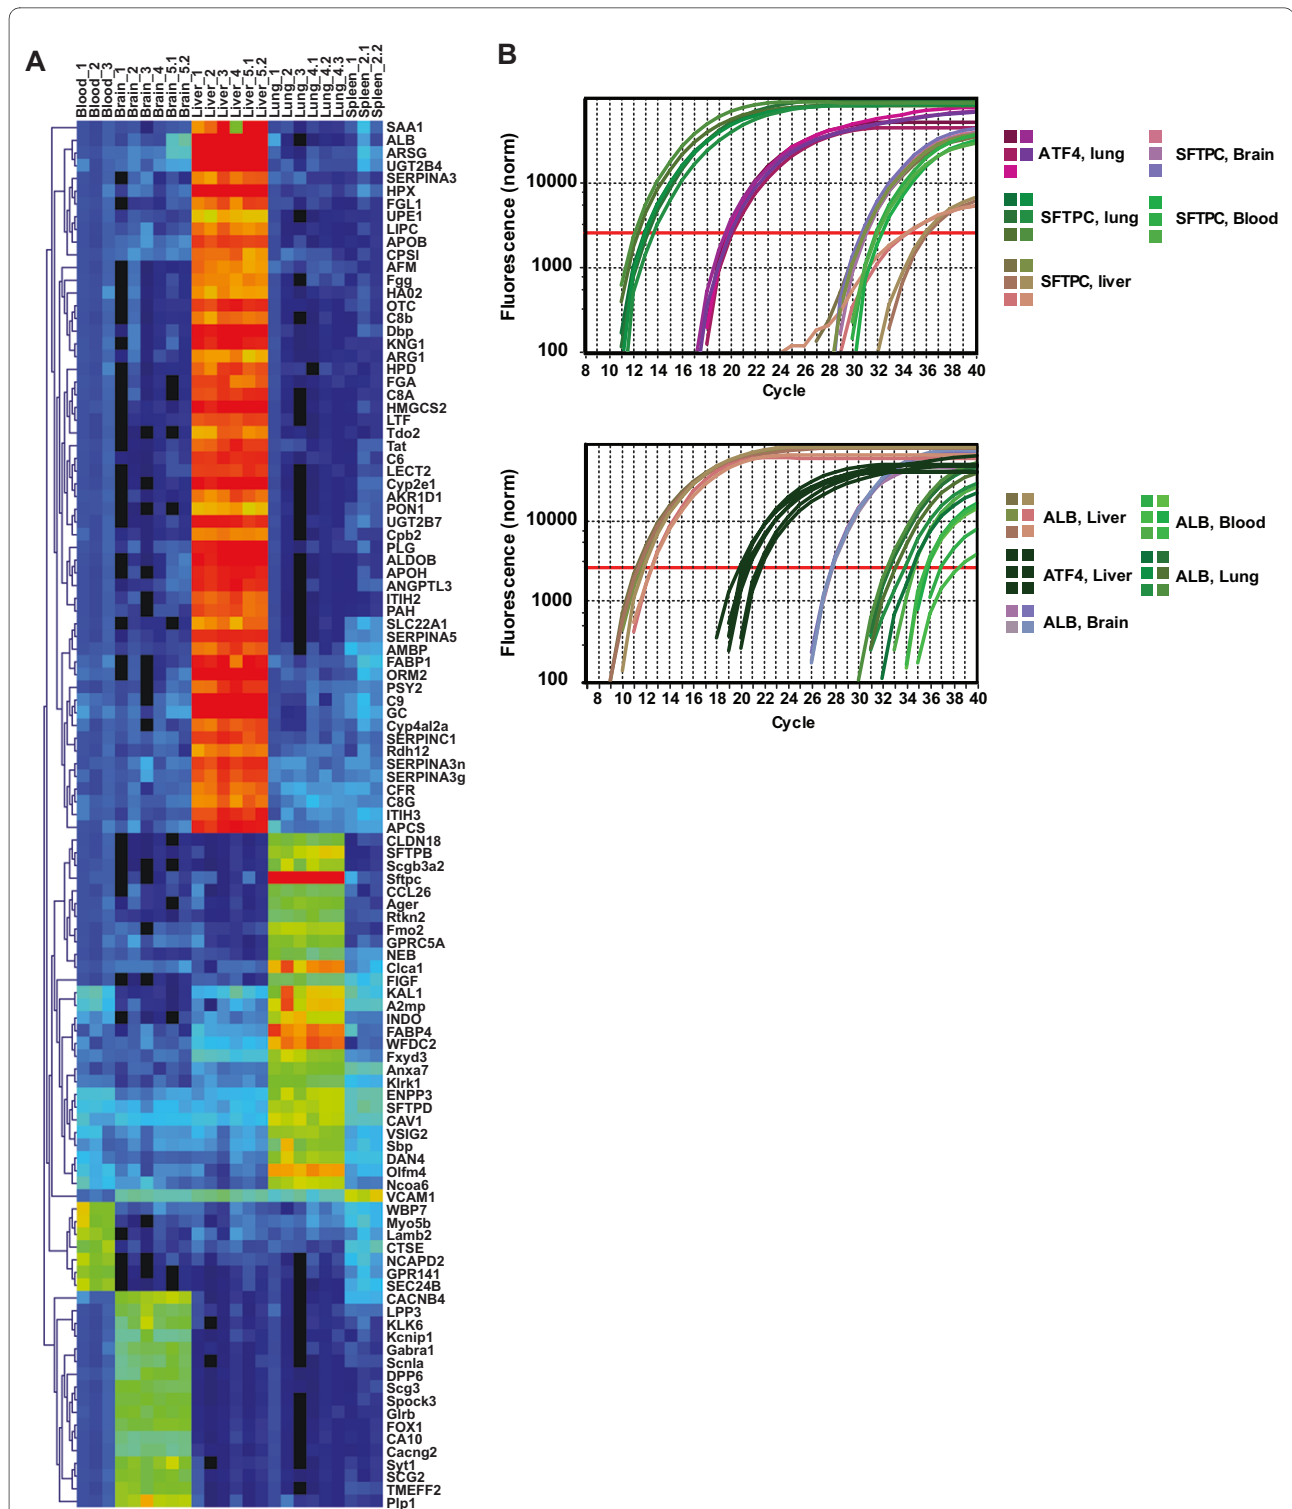 A
B
Blood_1
Blood_2
Blood_3
Brain_1
Brain_2
Brain_3
Brain_4
Brain_5.1
Brain_5.2
Liver_1
Liver_2
Liver_3
Liver_4
Liver_5.1
Liver_5.2
Lung_1
Lung_2
Lung_3
Lung_4.1
Lung_4.2
Lung_4.3
Spleen_1
Spleen_2.1
Spleen_2.2
SAA1
ALB
ARSG
UGT2B4
SERPINA3
HPX
FGL1
UPE1
LIPC
APOB
CPSI
AFM
Fgg
HA02
OTC
C8b
Dbp
KNG1
ARG1
HPD
FGA
C8A
HMGCS2
LTF
Tdo2
Tat
C6
LECT2
Cyp2e1
AKR1D1
PON1
UGT2B7
Cpb2
PLG
ALDOB
APOH
ANGPTL3
ITIH2
PAH
SLC22A1
SERPINA5
AMBP
FABP1
ORM2
PSY2
C9
GC
Cyp4al2a
SERPINC1
Rdh12
SERPINA3n
SERPINA3g
CFR
C8G
ITIH3
APCS
CLDN18
SFTPB
Scgb3a2
Sftpc
CCL26
Ager
Rtkn2
Fmo2
GPRC5A
NEB
Clca1
FIGF
KAL1
A2mp
INDO
FABP4
WFDC2
Fxyd3
Anxa7
Klrk1
ENPP3
SFTPD
CAV1
VSIG2
Sbp
DAN4
Olfm4
Ncoa6
VCAM1
WBP7
Myo5b
Lamb2
CTSE
NCAPD2
GPR141
SEC24B
CACNB4
LPP3
KLK6
Kcnip1
Gabra1
Scnla
DPP6
Scg3
Spock3
Glrb
FOX1
CA10
Cacng2
Syt1
SCG2
TMEFF2
Plp1
Fluorescence (norm)
10000
1000
100
8 10 12 14 16 18 20 22 24 26 28 30 32 34 36 38 40
Cycle
ATF4, lung
SFTPC, Brain
SFTPC, lung
SFTPC, Blood
SFTPC, liver
Fluorescence (norm)
10000
1000
100
8 10 12 14 16 18 20 22 24 26 28 30 32 34 36 38 40
Cycle
ALB, Liver
ALB, Blood
ATF4, Liver
ALB, Lung
ALB, Brain